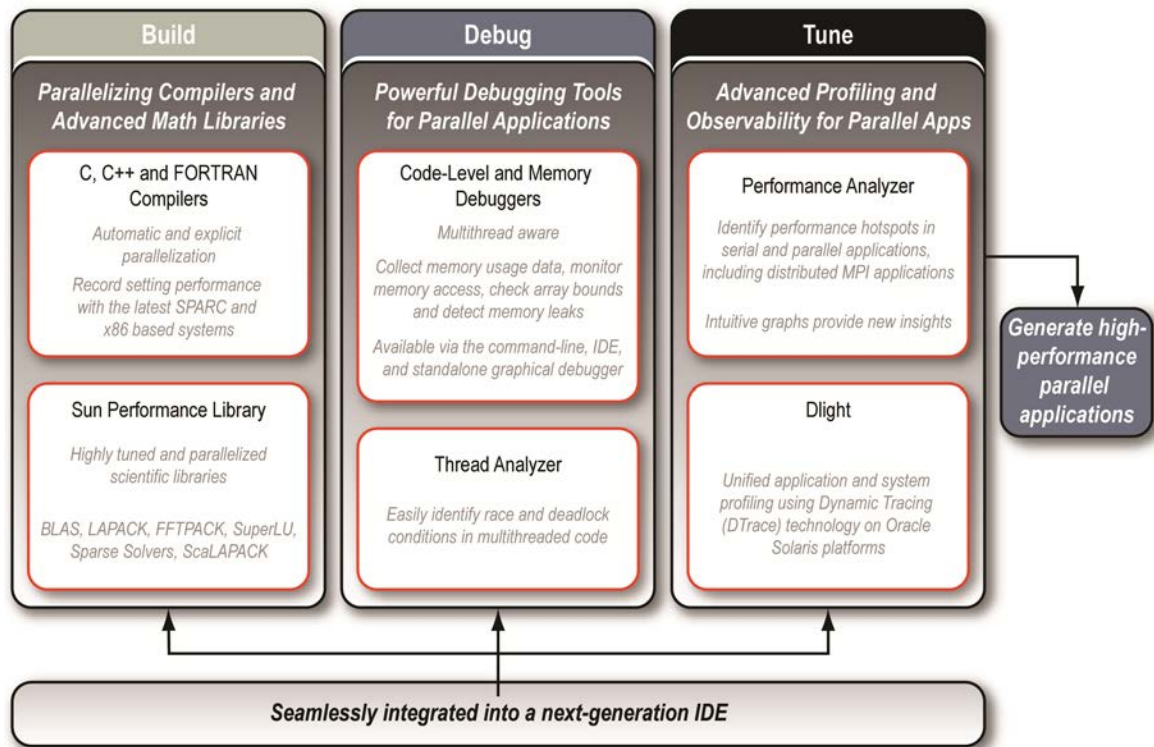 Build
Parallelizing Compilers and
Advanced Math Libraries
C, C++ and FORTRAN
Compilers
Automatic and explicit
parallelization
Record setting performance
with the latest SPARC and
x86 based systems
Sun Performance Library
Highly tuned and parallelized
scientific libraries
BLAS, LAPACK, FFTPACK, SuperLU,
Sparse Solvers, ScaLAPACK
Debug
Powerful Debugging Tools
for Parallel Applications
Code-Level and Memory
Debuggers
Multithread aware
Collect memory usage data, monitor
memory access, check array bounds
and detect memory leaks
Available via the command-line, IDE,
and standalone graphical debugger
Thread Analyzer
Easily identify race and deadlock
conditions in multithreaded code
Tune
Advanced Profiling and
Observability for Parallel Apps
Performance Analyzer
Identify performance hotspots in
serial and parallel applications,
including distributed MPI applications
Intuitive graphs provide new insights
Dlight
Unified application and system
profiling using Dynamic Tracing
(DTrace) technology on Oracle
Solaris platforms
Generate high-
performance
parallel
applications
Seamlessly integrated into a next-generation IDE